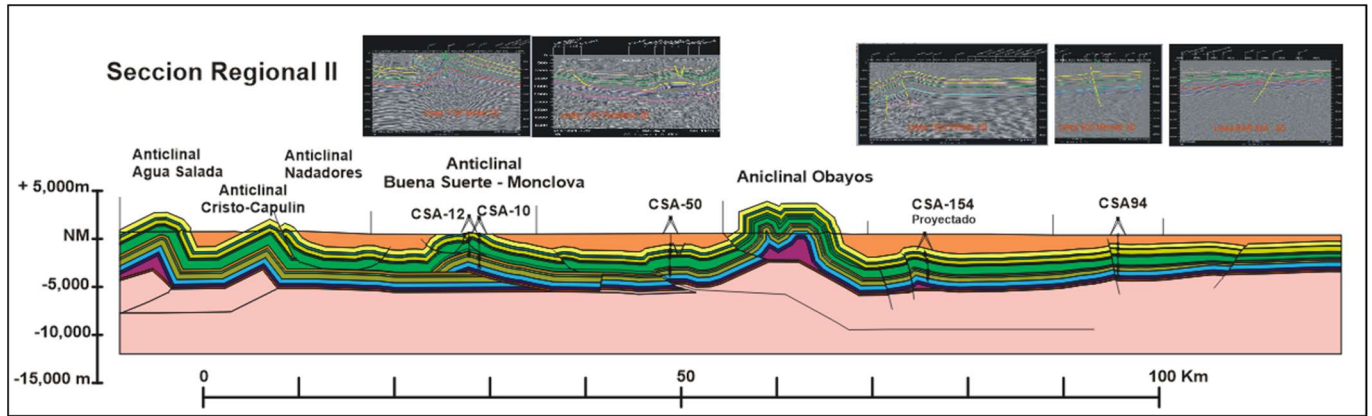 Seccion Regional II
Anticlinal
Agua Salada
Anticlinal
Cristo-Capulin
Anticlinal
Nadadores
Anticlinal
Buena Suerte - Monclova
CSA-12
CSA-10
CSA-50
Aniclinal Obayos
CSA-154
Proyectado
CSA94
+ 5,000m
NM
-5,000
-10,000
-15,000 m
0
50
100 Km